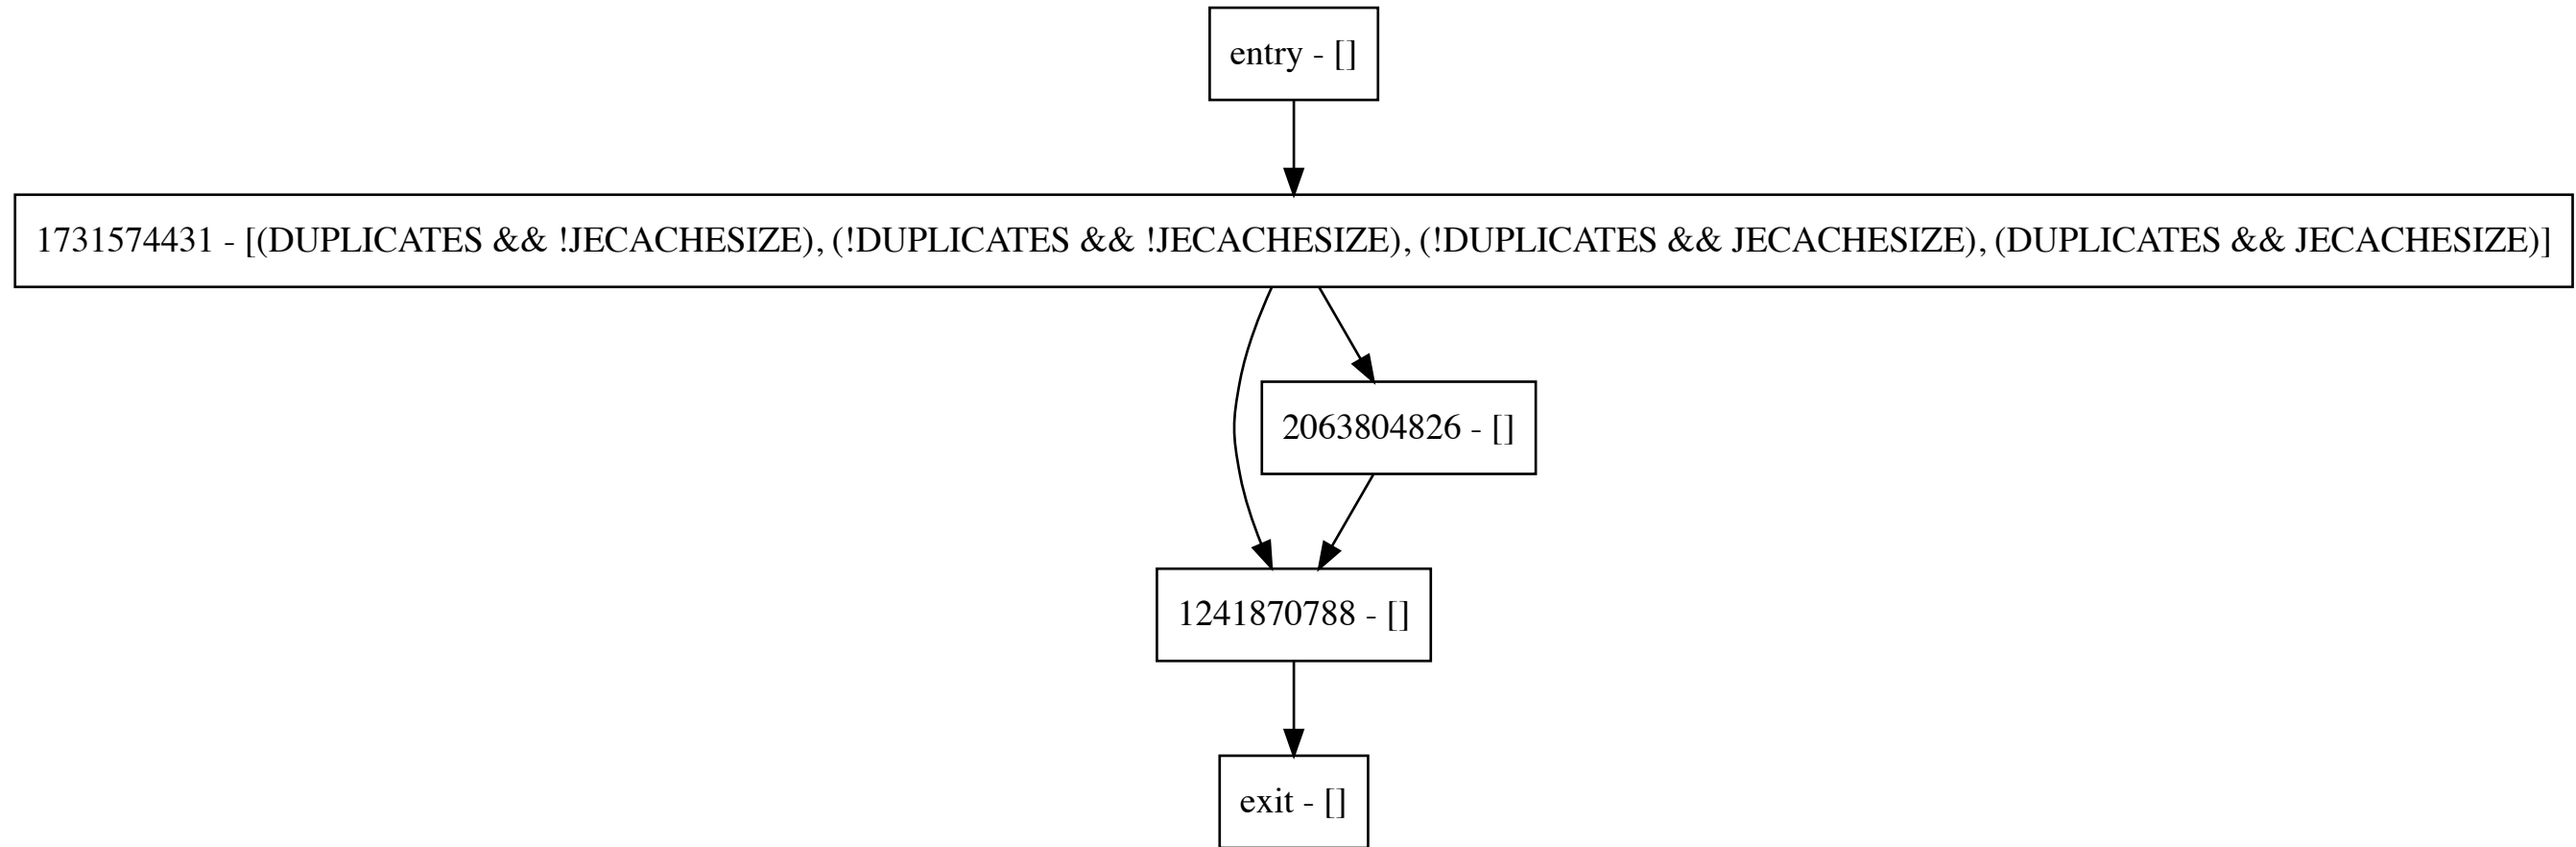 entry - []
1731574431 - [(DUPLICATES && !JECACHESIZE), (!DUPLICATES && !JECACHESIZE), (!DUPLICATES && JECACHESIZE), (DUPLICATES && JECACHESIZE)]
2063804826 - []
1241870788 - []
exit - []